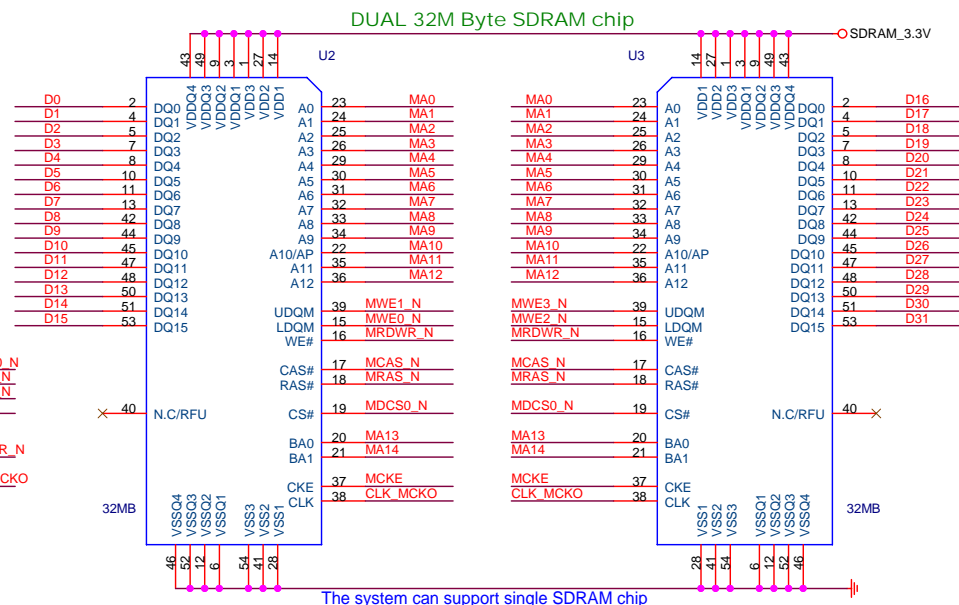 DUAL 32M Byte SDRAM chip
SDRAM_3.3V
U2
U3
43 49 9 3 1 27 14
14 27 1 3 9 49 43
VDDQ4 VDDQ3 VDDQ2 VDDQ1 VDD3 VDD2 VDD1
VDD1 VDD2 VDD3 VDDQ1 VDDQ2 VDDQ3 VDDQ4
D0 2 DQ0 A0 23 MA0 MA0 23 A0 DQ0 2 D16
D1 4 DQ1 A1 24 MA1 MA1 24 A1 DQ1 4 D17
D2 5 DQ2 A2 25 MA2 MA2 25 A2 DQ2 5 D18
D3 7 DQ3 A3 26 MA3 MA3 26 A3 DQ3 7 D19
D4 8 DQ4 A4 29 MA4 MA4 29 A4 DQ4 8 D20
D5 10 DQ5 A5 30 MA5 MA5 30 A5 DQ5 10 D21
D6 11 DQ6 A6 31 MA6 MA6 31 A6 DQ6 11 D22
D7 13 DQ7 A7 32 MA7 MA7 32 A7 DQ7 13 D23
D8 42 DQ8 A8 33 MA8 MA8 33 A8 DQ8 42 D24
D9 44 DQ9 A9 34 MA9 MA9 34 A9 DQ9 44 D25
D10 45 DQ10 A10/AP 22 MA10 MA10 22 A10/AP DQ10 45 D26
D11 47 DQ11 A11 35 MA11 MA11 35 A11 DQ11 47 D27
D12 48 DQ12 A12 36 MA12 MA12 36 A12 DQ12 48 D28
D13 50 DQ13 D29 50 DQ13
D14 51 DQ14 UDQM 39 MWE1_N MWE3_N 39 UDQM DQ14 51 D30
D15 53 DQ15 LDQM 15 MWE0_N MWE2_N 15 LDQM DQ15 53 D31
WE# 16 MRDWR_N MRDWR_N 16 WE#
0_N CAS# 17 MCAS_N MCAS_N 17 CAS#
_N RAS# 18 MRAS_N MRAS_N 18 RAS#
_N
40 N.C/RFU CS# 19 MDCS0_N MDCS0_N 19 CS# N.C/RFU 40
R_N BA0 20 MA13 MA13 20 BA0
BA1 21 MA14 MA14 21 BA1
CKO CKE 37 MCKE MCKE 37 CKE
CLK 38 CLK_MCKO CLK_MCKO 38 CLK
32MB
32MB
VSSQ4 VSSQ3 VSSQ2 VSSQ1 VSS3 VSS2 VSS1
VSS1 VSS2 VSS3 VSSQ1 VSSQ2 VSSQ3 VSSQ4
46 52 12 6 54 41 28
28 41 54 6 12 52 46
The system can support single SDRAM chip